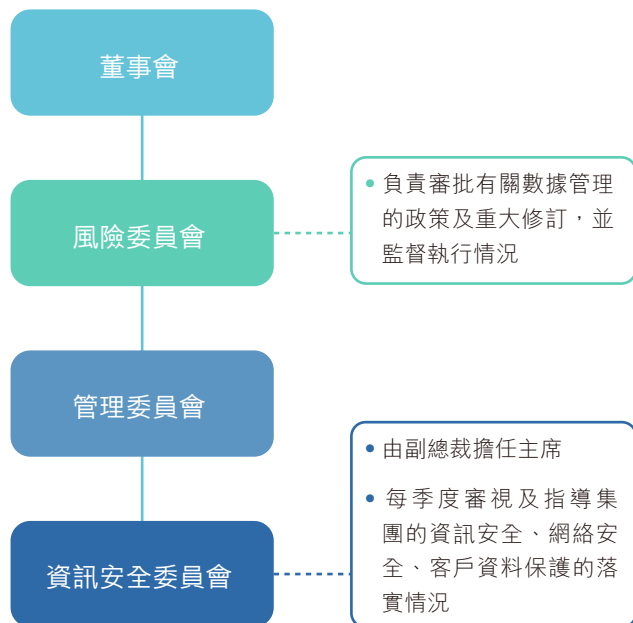 董事會
風險委員會
• 負責審批有關數據管理
的政策及重大修訂，並
監督執行情況
管理委員會
資訊安全委員會
• 由副總裁擔任主席
• 每季度審視及指導集
團的資訊安全、網絡安
全、客戶資料保護的落
實情況